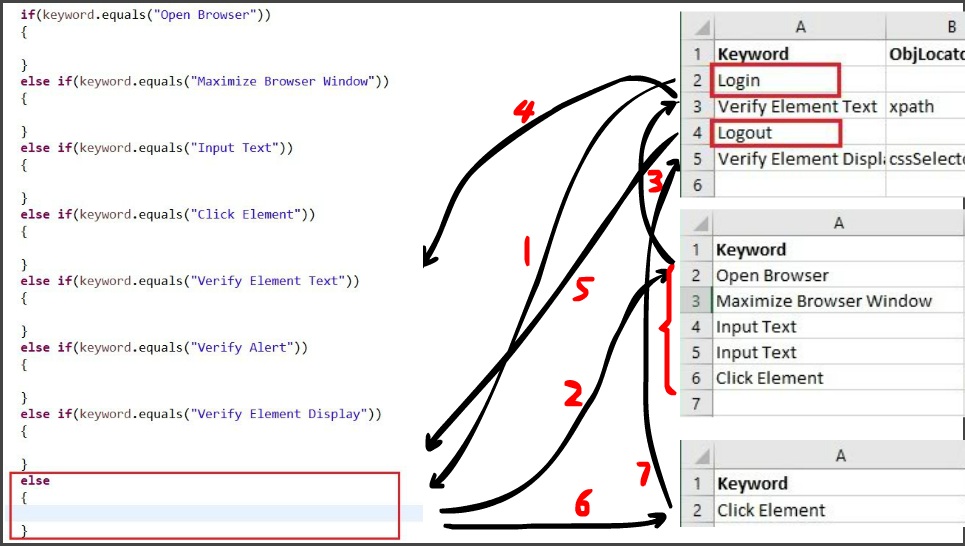 if(keyword.equals("Open Browser"))
{
}
else if(keyword.equals("Maximize Browser Window"))
{
}
else if(keyword.equals("Input Text"))
{
}
else if(keyword.equals("Click Element"))
{
}
else if(keyword.equals("Verify Element Text"))
{
}
else if(keyword.equals("Verify Alert"))
{
}
else if(keyword.equals("Verify Element Display"))
{
}
else
{
}
4
1
3
5
2
7
6
A B
1 Keyword ObjLocato
2 Login
3 Verify Element Text xpath
4 Logout
5 Verify Element Displa cssSelecto
6
A
1 Keyword
2 Open Browser
3 Maximize Browser Window
4 Input Text
5 Input Text
6 Click Element
7
A
1 Keyword
2 Click Element